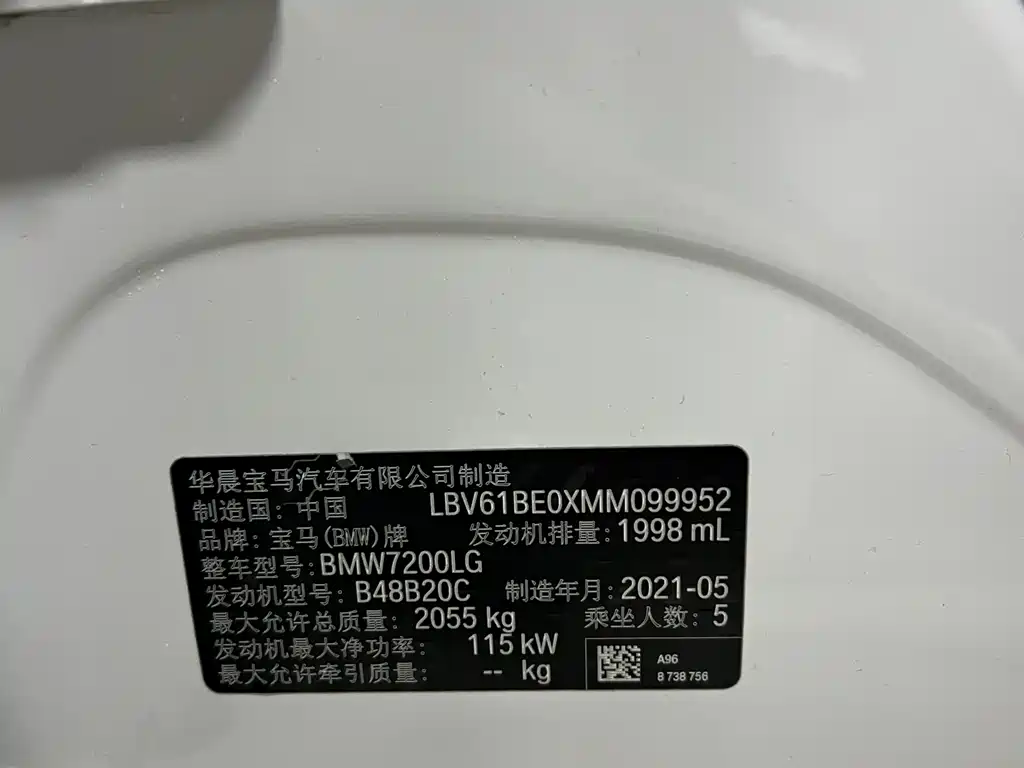 华晨宝马汽车有限公司制造
制造国：中国 LBV61BE0XMM099952
品牌：宝马(BMW)牌 发动机排量：1998 mL
整车型号：BMW7200LG
发动机型号：B48B20C 制造年月：2021-05
最大允许总质量：2055 kg 乘坐人数：5
发动机最大净功率：115 kW
最大允许牵引质量：-- kg
A96
8 738 756